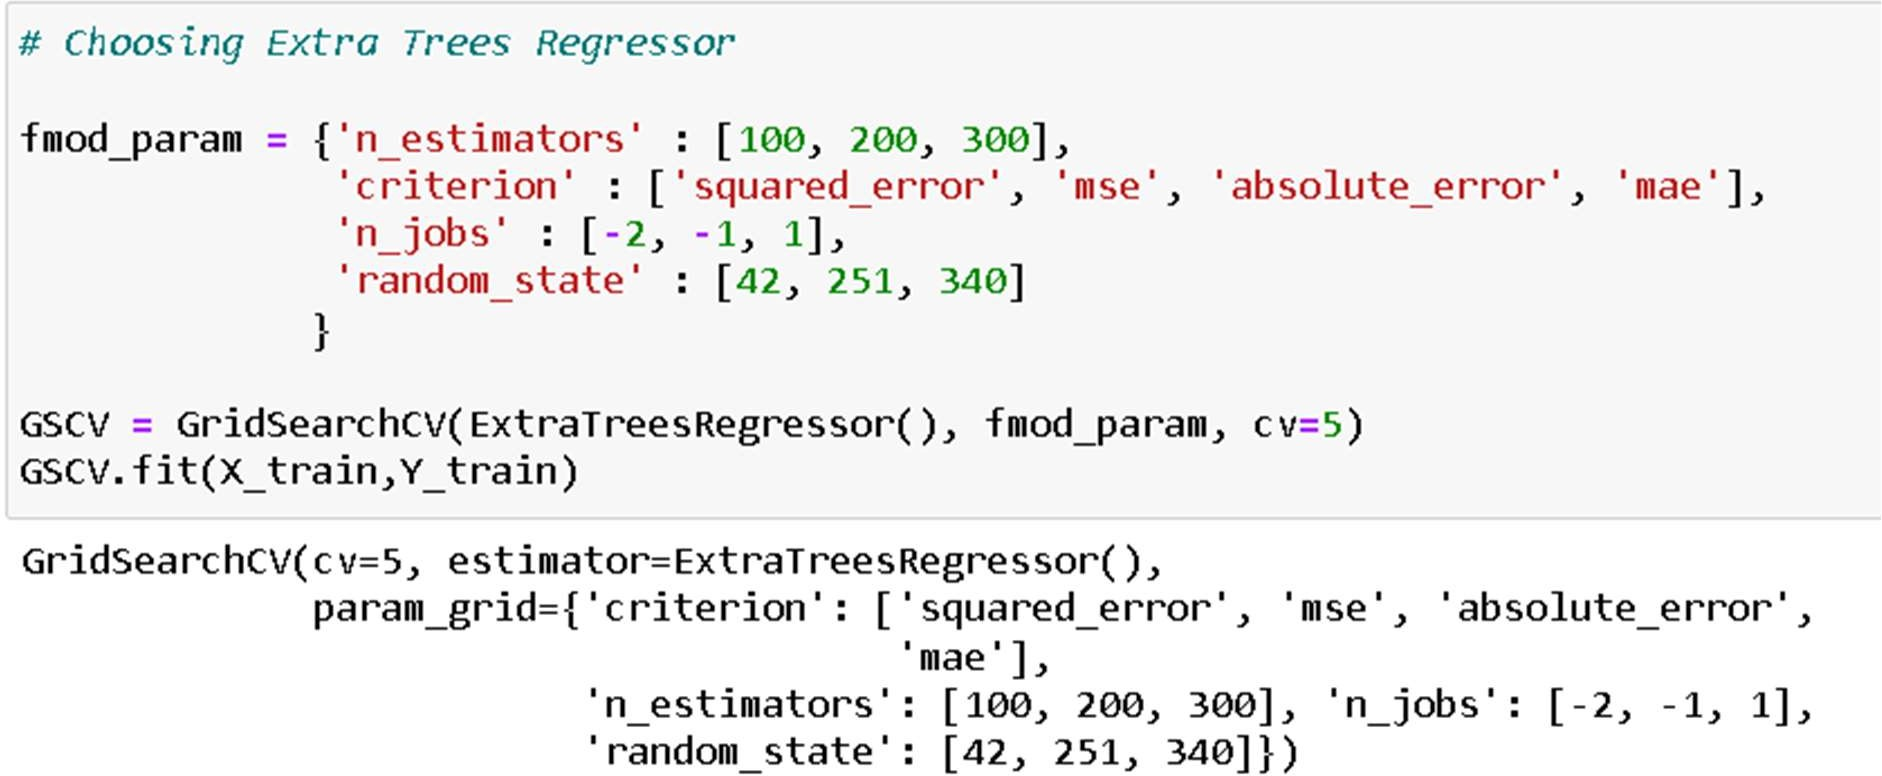 # Choosing Extra Trees Regressor
fmod_param = {'n_estimators' : [100, 200, 300],
'criterion' : ['squared_error', 'mse', 'absolute_error', 'mae'],
'n_jobs' : [-2, -1, 1],
'random_state' : [42, 251, 340]
}
GSCV = GridSearchCV(ExtraTreesRegressor(), fmod_param, cv=5)
GSCV.fit(X_train,Y_train)
GridSearchCV(cv=5, estimator=ExtraTreesRegressor(),
param_grid={'criterion': ['squared_error', 'mse', 'absolute_error',
'mae'],
'n_estimators': [100, 200, 300], 'n_jobs': [-2, -1, 1],
'random_state': [42, 251, 340]})